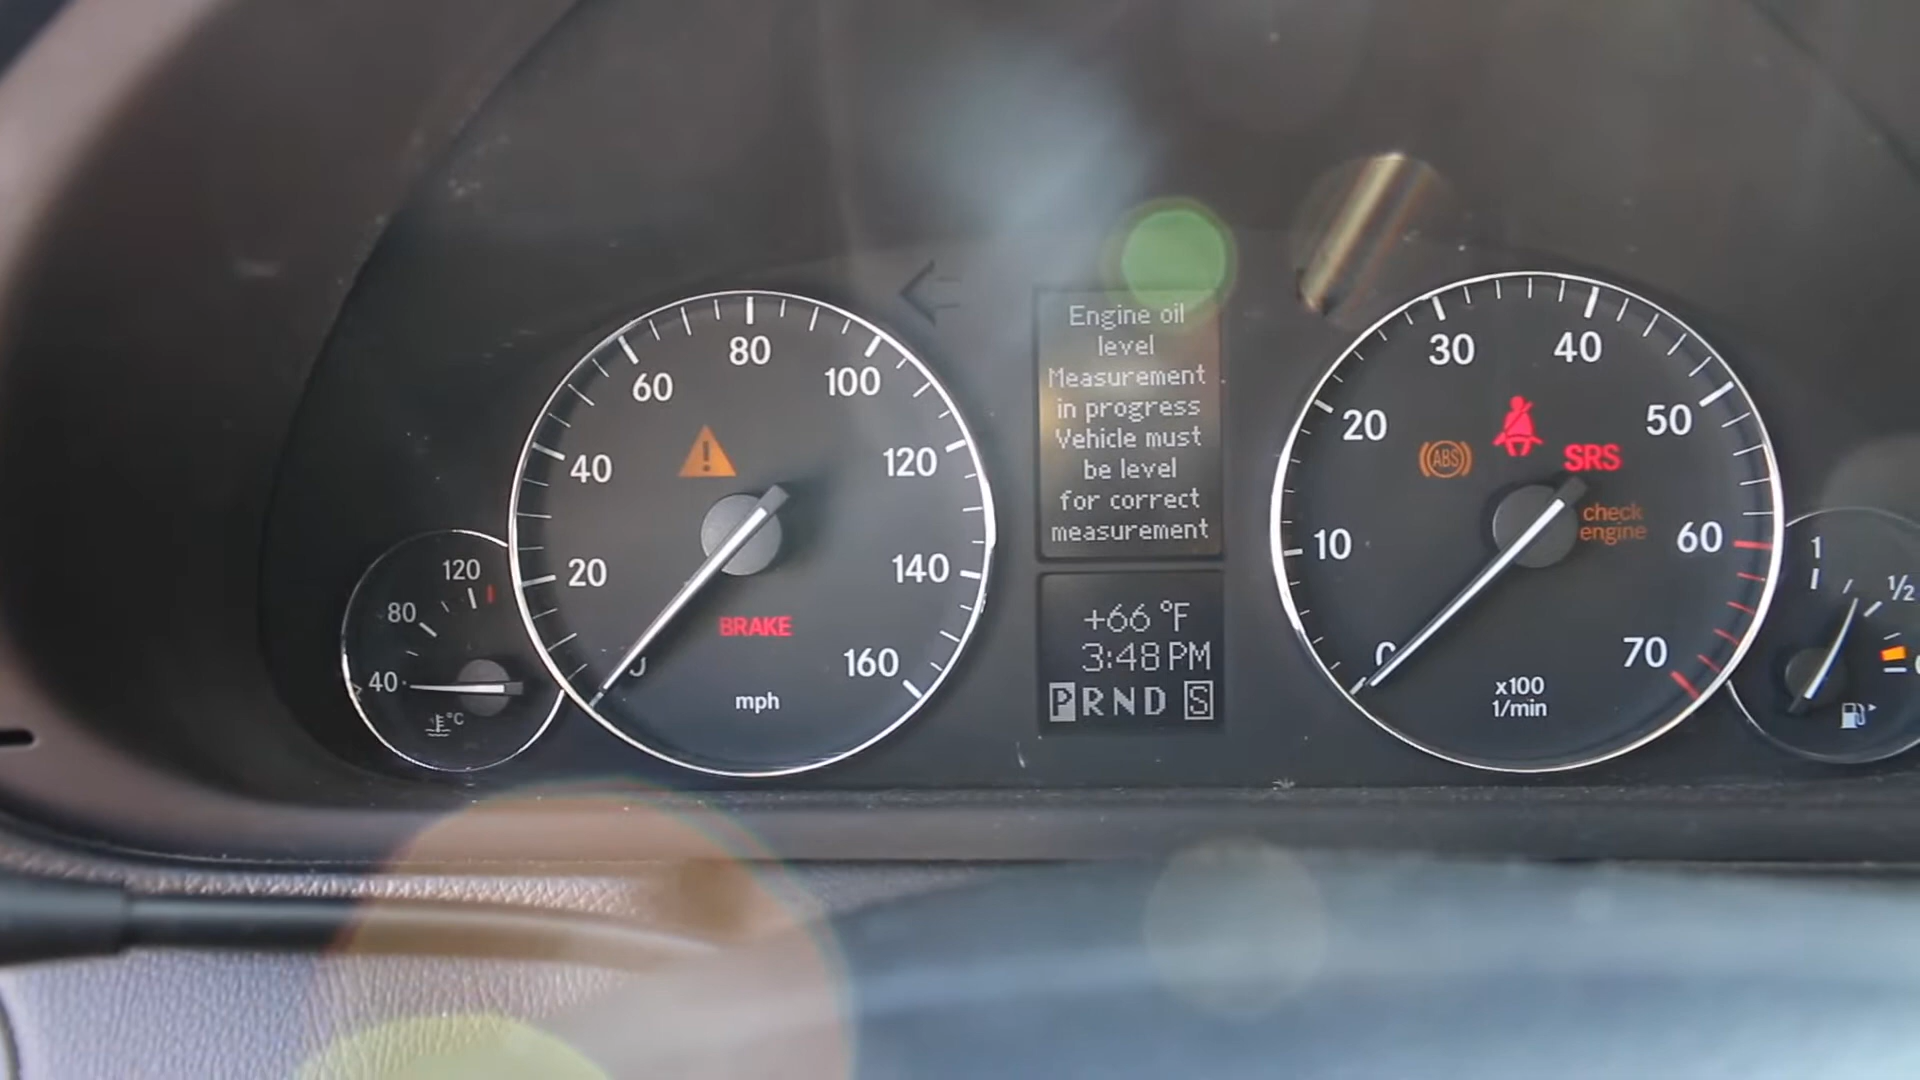 Engine oil
level
Measurement
in progress
Vehicle must
be level
for correct
measurement
+66 °F
3:48 PM
P R N D S
20
40
60
80
100
120
140
160
BRAKE
mph
40
80
120
°C
0
10
20
30
40
50
60
70
ABS
SRS
check
engine
x100
1/min
1
1/2